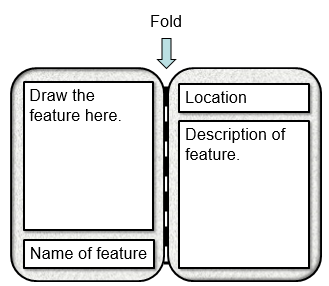 Fold
Draw the
feature here.
Name of feature
Location
Description of
feature.